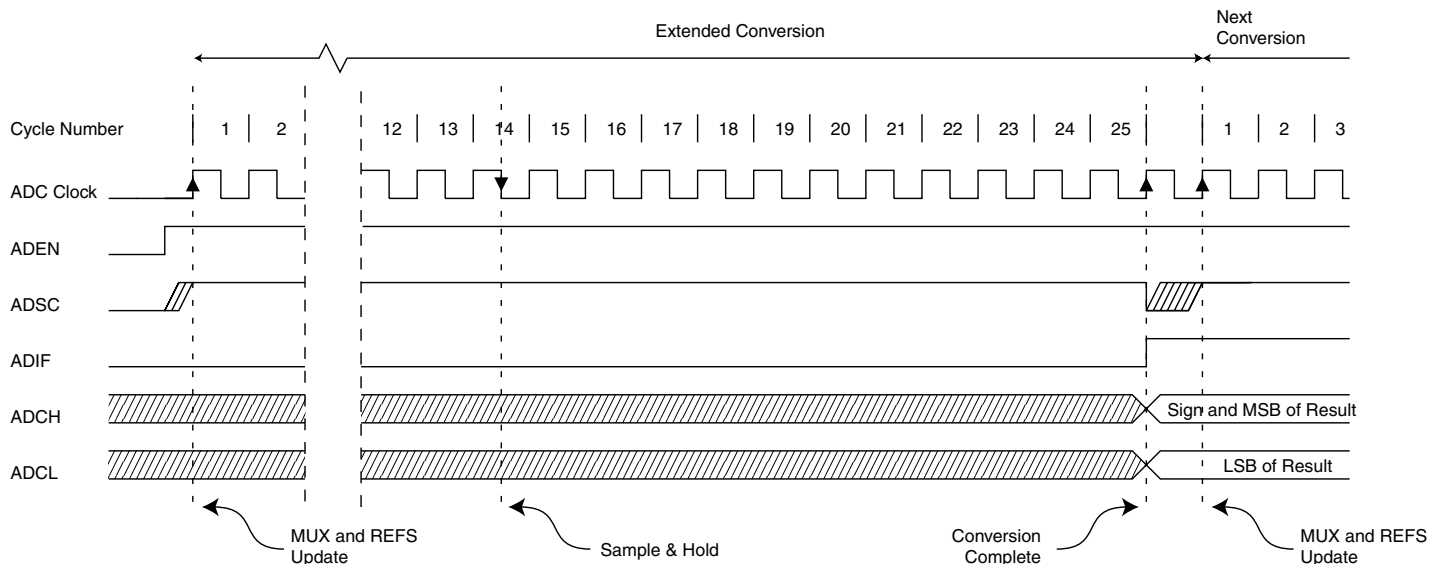 Extended Conversion
Next
Conversion
Cycle Number 1 2 12 13 14 15 16 17 18 19 20 21 22 23 24 25 1 2 3
ADC Clock
ADEN
ADSC
ADIF
ADCH Sign and MSB of Result
ADCL LSB of Result
MUX and REFS
Update
Sample & Hold
Conversion
Complete
MUX and REFS
Update